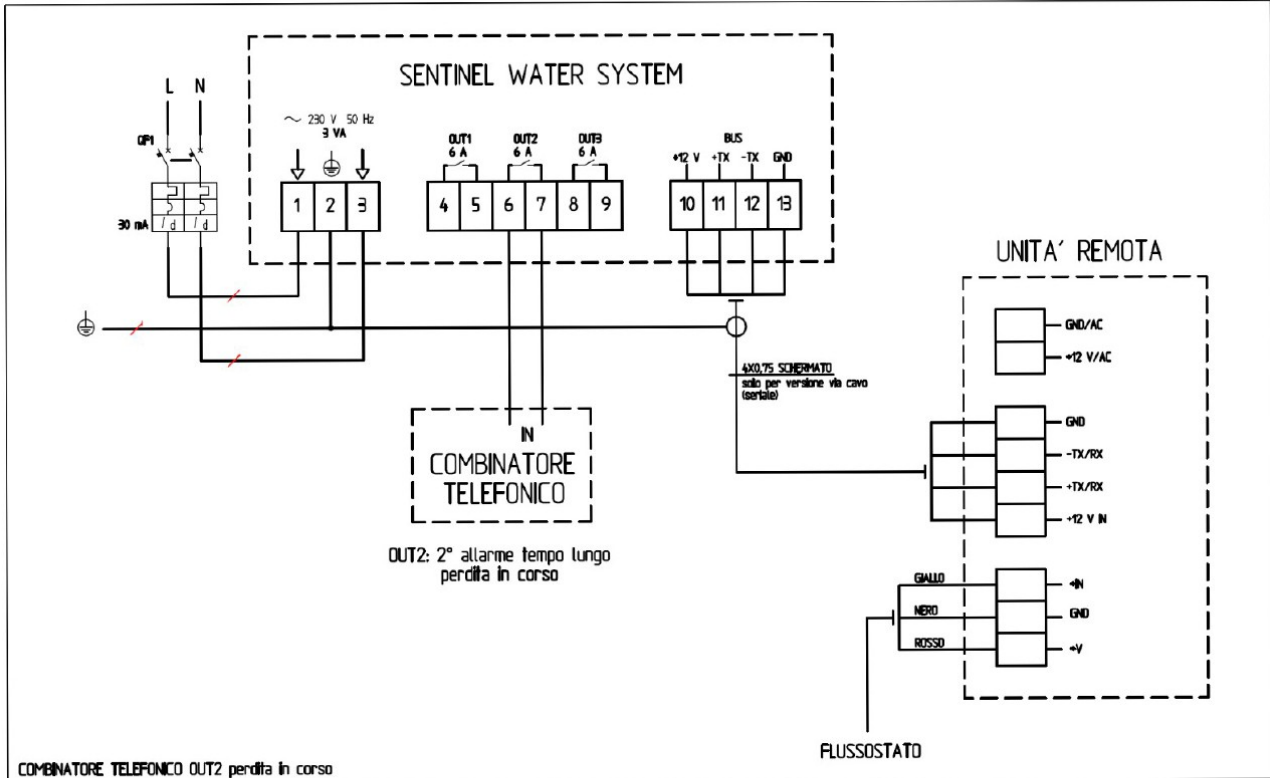 SENTINEL WATER SYSTEM
L N
QF1
30 mA
~ 230 V 50 Hz
3 VA
1 2 3
OUT1 OUT2 OUT3
6 A 6 A 6 A
4 5 6 7 8 9
BUS
+12 V +TX -TX GND
10 11 12 13
UNITA' REMOTA
GND/AC
+12 V/AC
4X0,75 SCHERMATO
solo per versione via cavo
(seriale)
GND
-TX/RX
+TX/RX
+12 V IN
IN
COMBINATORE
TELEFONICO
OUT2: 2° allarme tempo lungo
perdita in corso
GIALLO +IN
NERO GND
ROSSO +V
FLUSSOSTATO
COMBINATORE TELEFONICO OUT2 perdita in corso